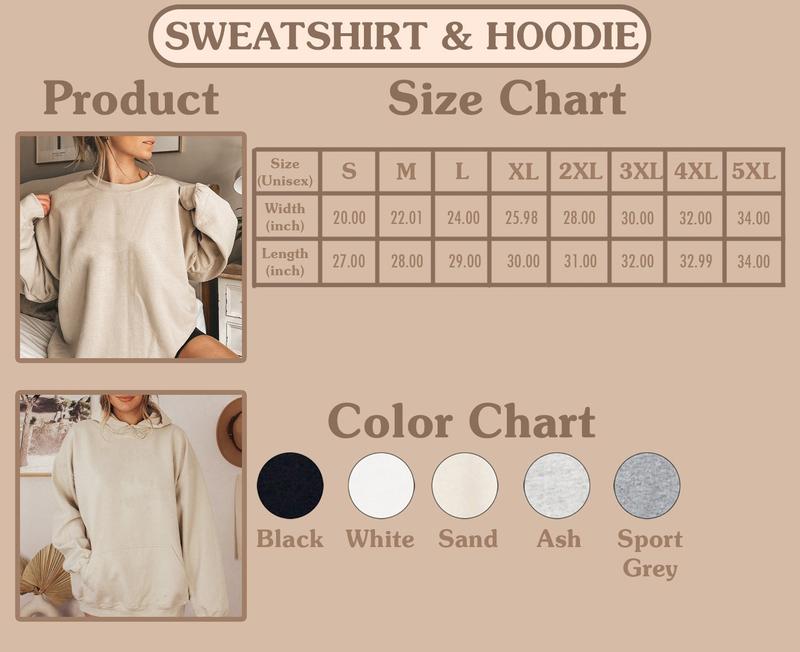 SWEATSHIRT & HOODIE
Product
Size Chart
Size (Unisex) S M L XL 2XL 3XL 4XL 5XL
Width (inch) 20.00 22.01 24.00 25.98 28.00 30.00 32.00 34.00
Length (inch) 27.00 28.00 29.00 30.00 31.00 32.00 32.99 34.00
Color Chart
Black White Sand Ash Sport Grey